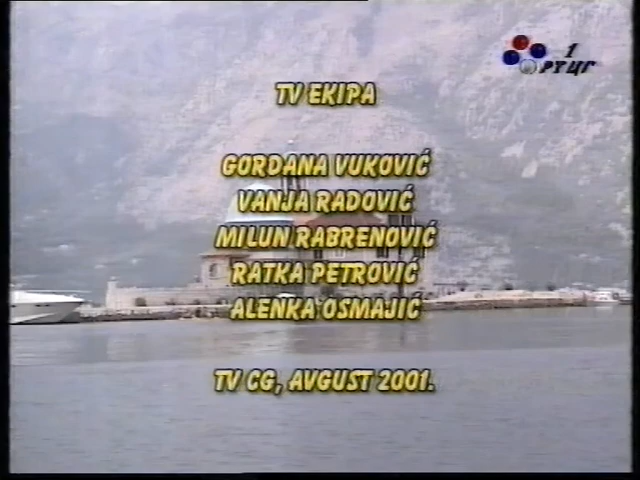 1
РТЦГ
TV EKIPA
GORDANA VUKOVIĆ
VANJA RADOVIĆ
MILUN RABRENOVIĆ
RATKA PETROVIĆ
ALENKA OSMAJIĆ
TV CG, AVGUST 2001.